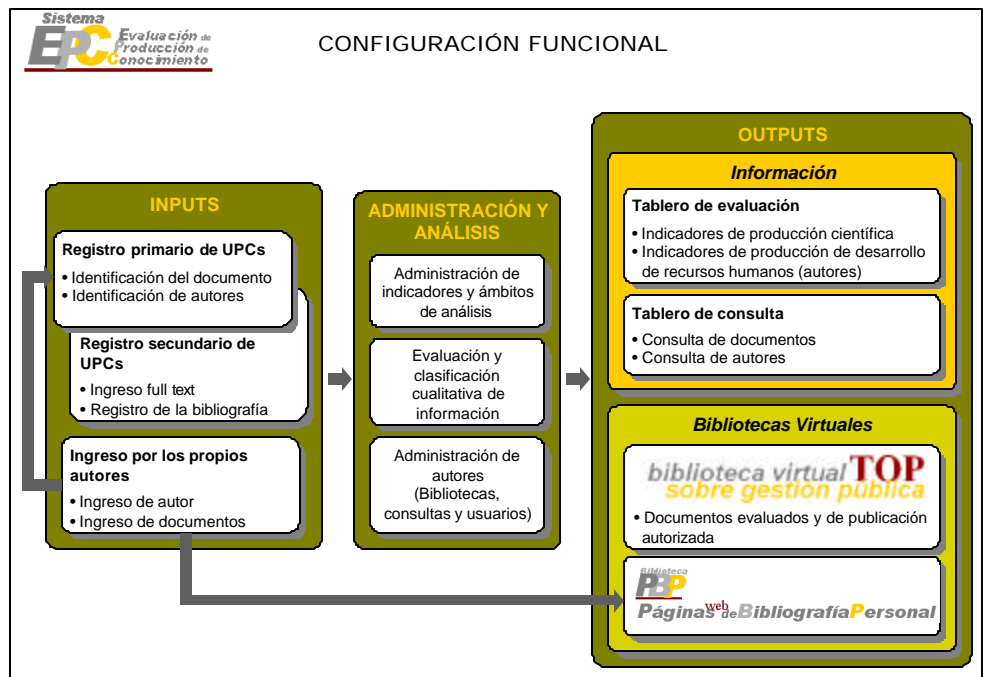 Sistema
EPC
Evaluación de
Producción de
Conocimiento
CONFIGURACIÓN FUNCIONAL
INPUTS
Registro primario de UPCs
• Identificación del documento
• Identificación de autores
Registro secundario de
UPCs
• Ingreso full text
• Registro de la bibliografía
Ingreso por los propios
autores
• Ingreso de autor
• Ingreso de documentos
ADMINISTRACIÓN Y
ANÁLISIS
Administración de
indicadores y ámbitos
de análisis
Evaluación y
clasificación
cualitativa de
información
Administración de
autores
(Bibliotecas,
consultas y usuarios)
OUTPUTS
Información
Tablero de evaluación
• Indicadores de producción científica
• Indicadores de producción de desarrollo
de recursos humanos (autores)
Tablero de consulta
• Consulta de documentos
• Consulta de autores
Bibliotecas Virtuales
biblioteca virtual TOP
sobre gestión pública
• Documentos evaluados y de publicación
autorizada
Biblioteca
PBP
Páginas web de Bibliografía Personal